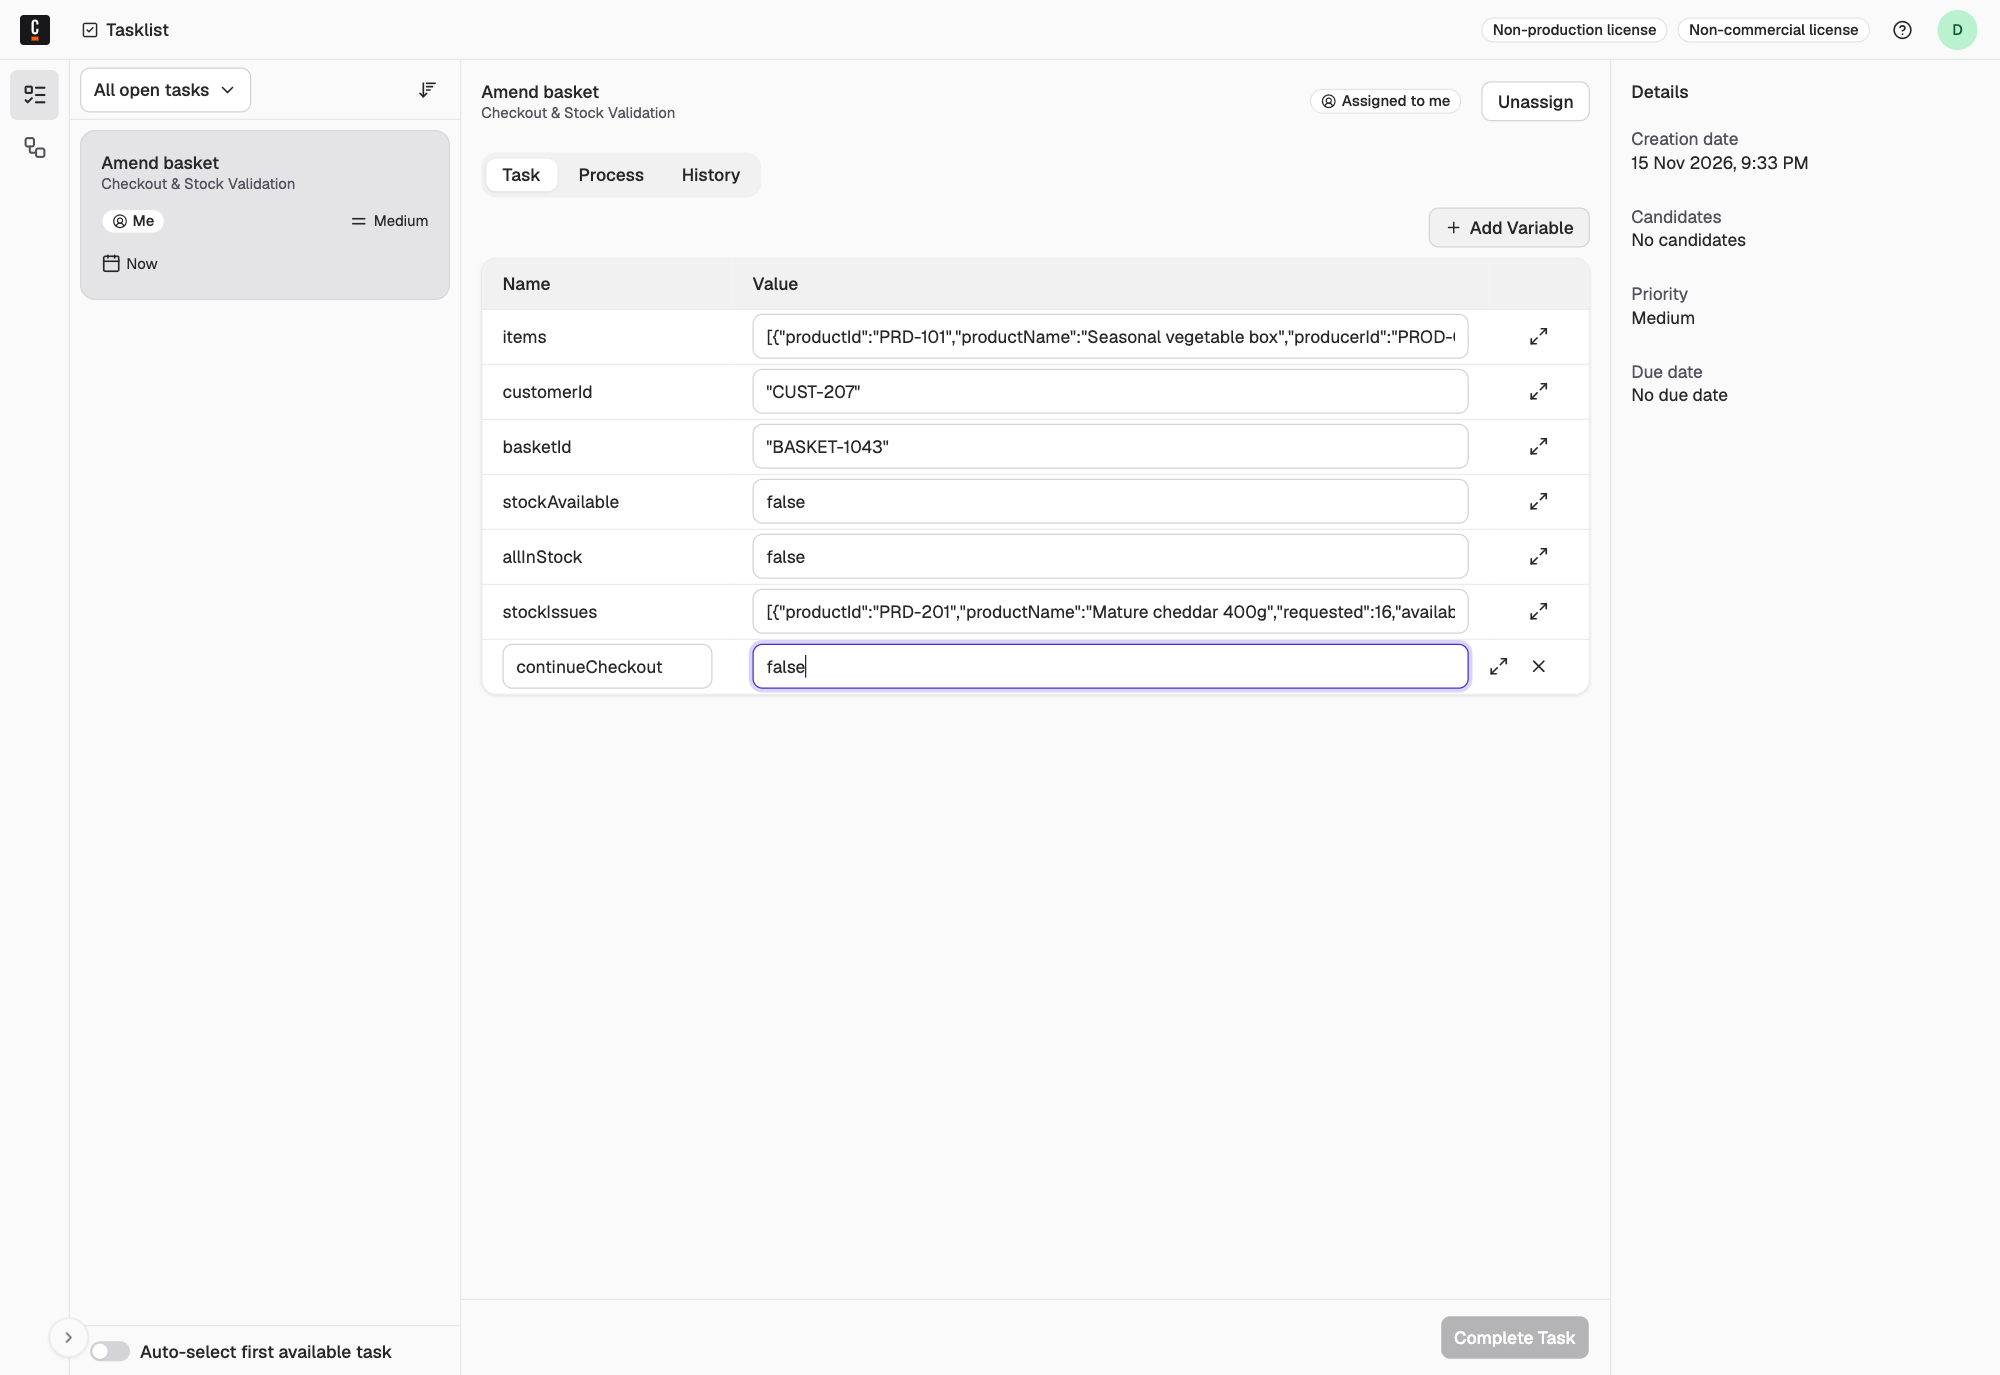 C
Tasklist
Non-production license
Non-commercial license
D
All open tasks
Amend basket
Checkout & Stock Validation
Me
Medium
Now
Auto-select first available task
Amend basket
Checkout & Stock Validation
Assigned to me
Unassign
Task
Process
History
+ Add Variable
Name
Value
items
[{"productId":"PRD-101","productName":"Seasonal vegetable box","producerId":"PROD-
customerId
"CUST-207"
basketId
"BASKET-1043"
stockAvailable
false
allInStock
false
stockIssues
[{"productId":"PRD-201","productName":"Mature cheddar 400g","requested":16,"availab
continueCheckout
false
Complete Task
Details
Creation date
15 Nov 2026, 9:33 PM
Candidates
No candidates
Priority
Medium
Due date
No due date